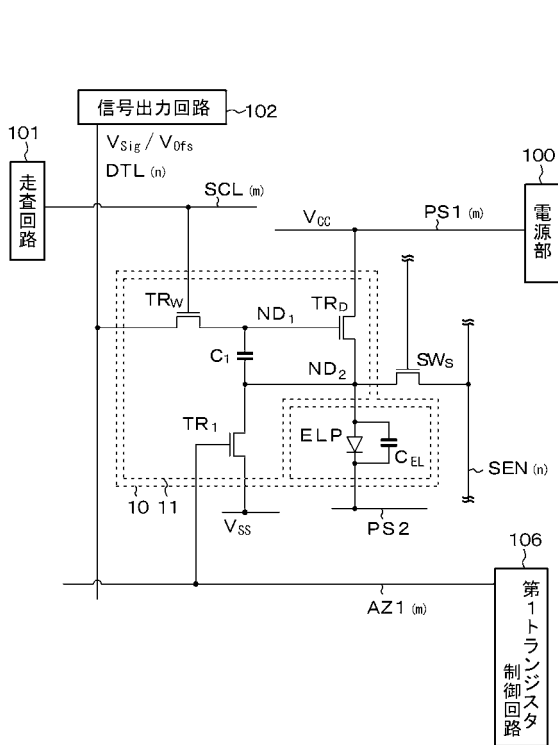 信号出力回路
102
101
走査回路
V_Sig / V_Ofs
DTL (n)
SCL (m)
100
電源部
V_CC
PS1 (m)
TR_W
ND_1
TR_D
C_1
ND_2
SW_S
TR_1
ELP
C_EL
SEN (n)
10 11
V_SS
PS2
106
AZ1 (m)
第1トランジスタ
制御回路